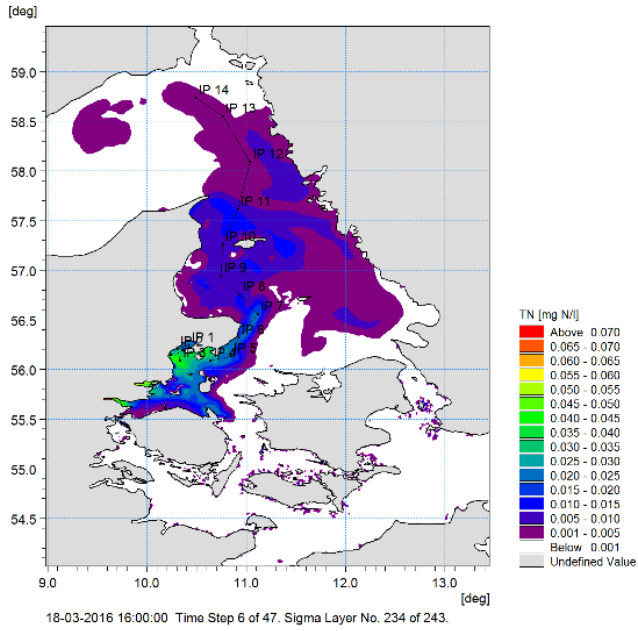 [deg]
59.0
58.5
58.0
57.5
57.0
56.5
56.0
55.5
55.0
54.5
IP 14
IP 13
IP 12
IP 11
IP 10
IP 9
IP 8
IP 7
IP 6
IP 1
IP 3
9.0 10.0 11.0 12.0 13.0
[deg]
TN [mg N/l]
Above 0.070
0.065 - 0.070
0.060 - 0.065
0.055 - 0.060
0.050 - 0.055
0.045 - 0.050
0.040 - 0.045
0.035 - 0.040
0.030 - 0.035
0.025 - 0.030
0.020 - 0.025
0.015 - 0.020
0.010 - 0.015
0.005 - 0.010
0.001 - 0.005
Below 0.001
Undefined Value
18-03-2016 16:00:00 Time Step 6 of 47. Sigma Layer No. 234 of 243.